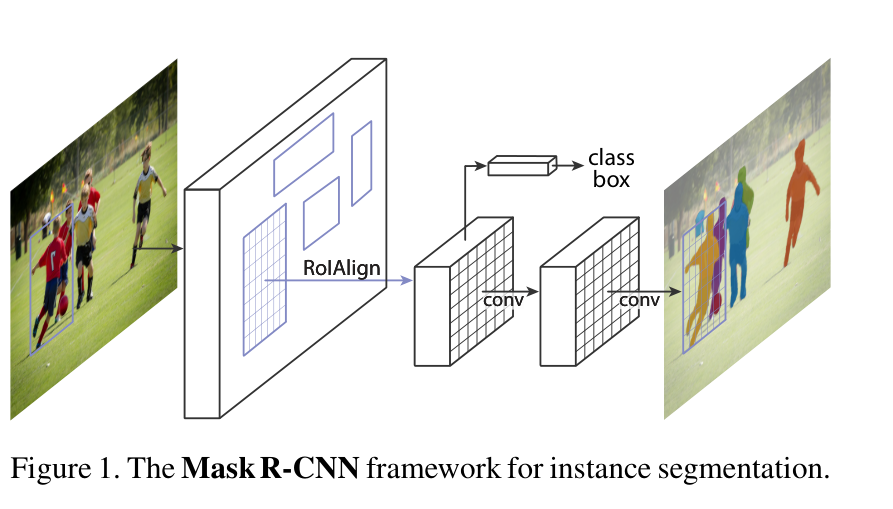 class
box
RoIAlign
conv
conv
Figure 1. The Mask R-CNN framework for instance segmentation.